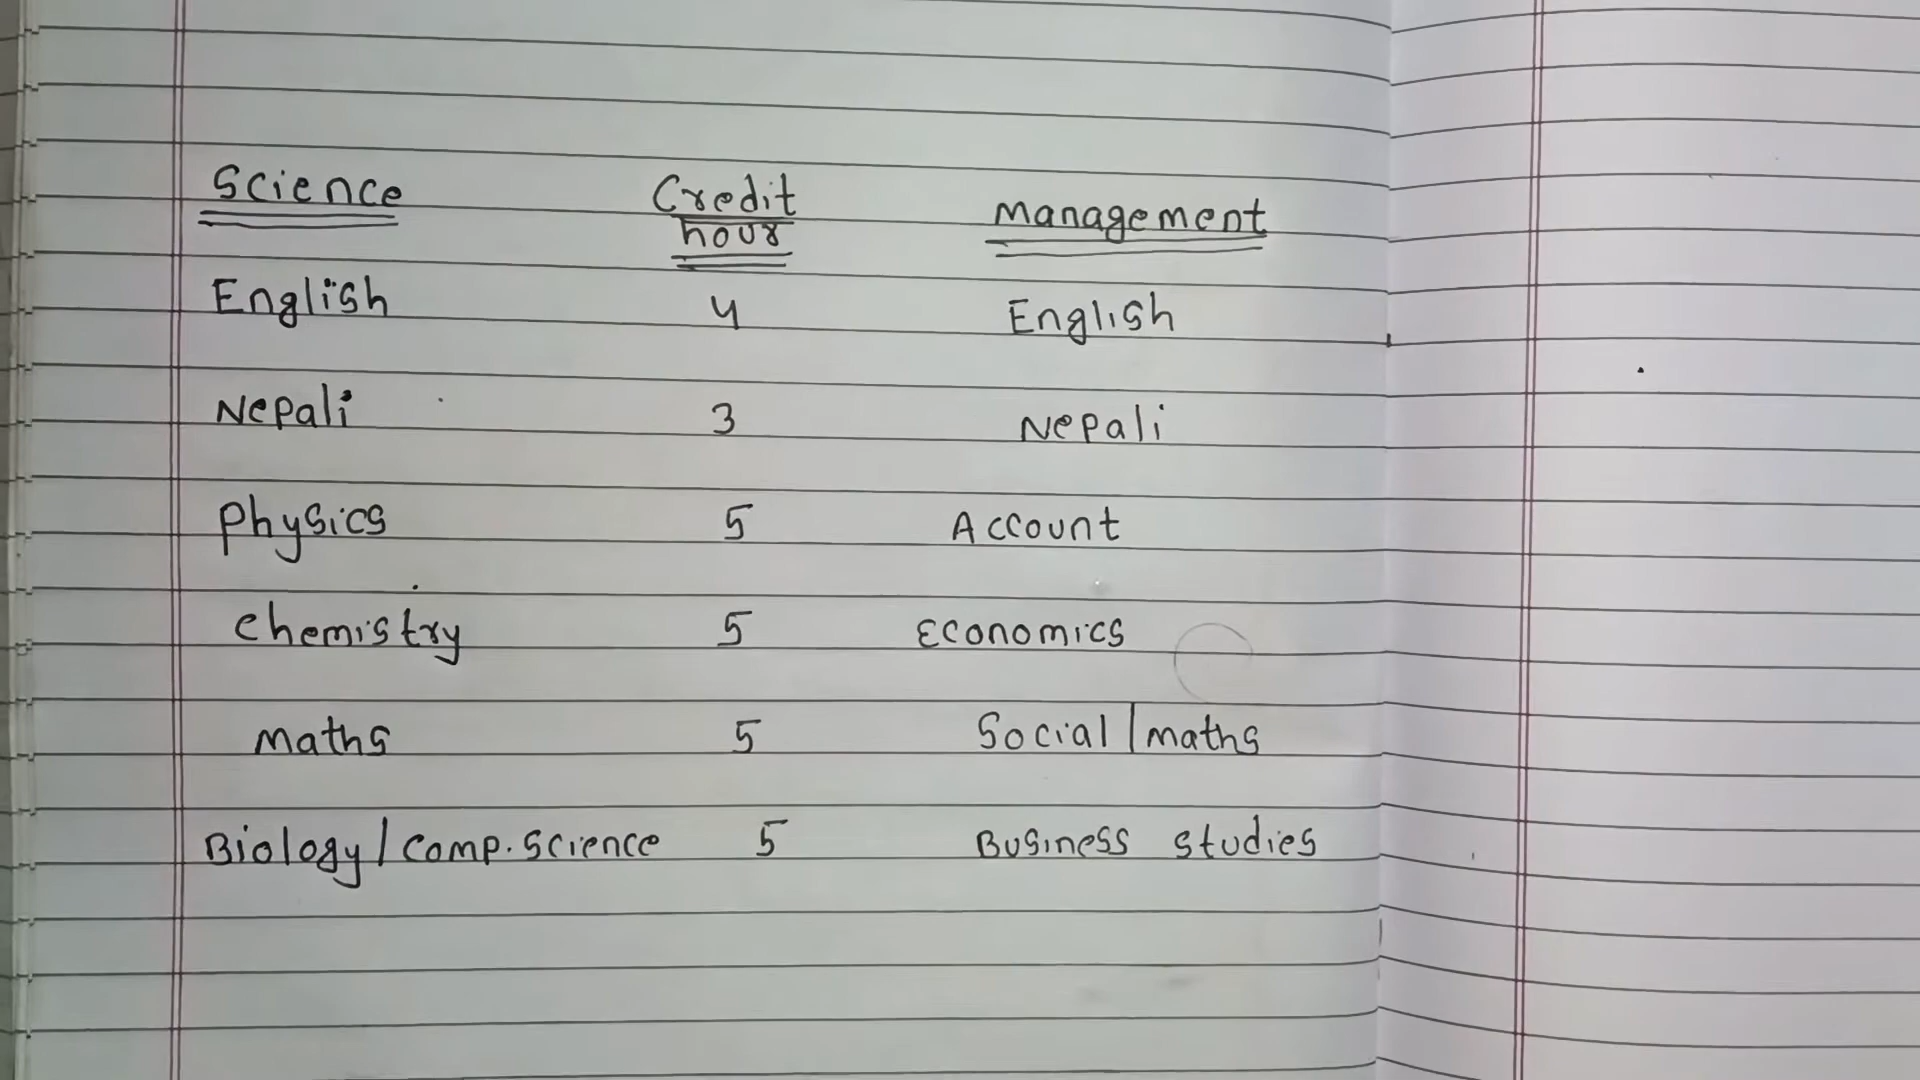 Science Credit hour Management
English 4 English
Nepali 3 Nepali
Physics 5 Account
chemistry 5 Economics
maths 5 Social | maths
Biology / comp. Science 5 Business studies